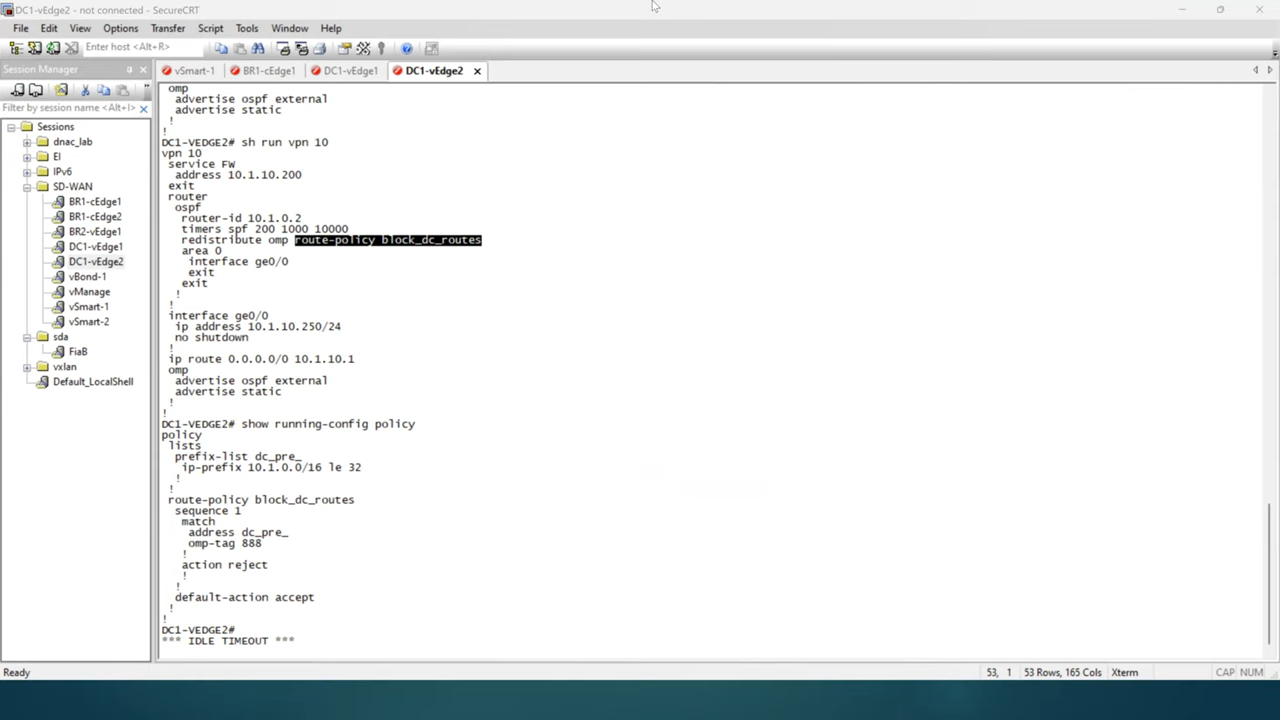 DC1-vEdge2 - not connected - SecureCRT
File Edit View Options Transfer Script Tools Window Help
Enter host <Alt+R>
Session Manager
vSmart-1
BR1-cEdge1
DC1-vEdge1
DC1-vEdge2
Filter by session name <Alt+I>
Sessions
dnac_lab
EI
IPv6
SD-WAN
BR1-cEdge1
BR1-cEdge2
BR2-vEdge1
DC1-vEdge1
DC1-vEdge2
vBond-1
vManage
vSmart-1
vSmart-2
sda
FiaB
vxlan
Default_LocalShell
omp
advertise ospf external
advertise static
!
!
DC1-VEDGE2# sh run vpn 10
vpn 10
service FW
address 10.1.10.200
exit
router
ospf
router-id 10.1.0.2
timers spf 200 1000 10000
redistribute omp route-policy block_dc_routes
area 0
interface ge0/0
exit
exit
!
!
interface ge0/0
ip address 10.1.10.250/24
no shutdown
!
ip route 0.0.0.0/0 10.1.10.1
omp
advertise ospf external
advertise static
!
!
DC1-VEDGE2# show running-config policy
policy
lists
prefix-list dc_pre_
ip-prefix 10.1.0.0/16 le 32
!
!
route-policy block_dc_routes
sequence 1
match
address dc_pre_
omp-tag 888
!
action reject
!
!
default-action accept
!
!
DC1-VEDGE2#
*** IDLE TIMEOUT ***
Ready
53, 1 53 Rows, 165 Cols Xterm CAP NUM